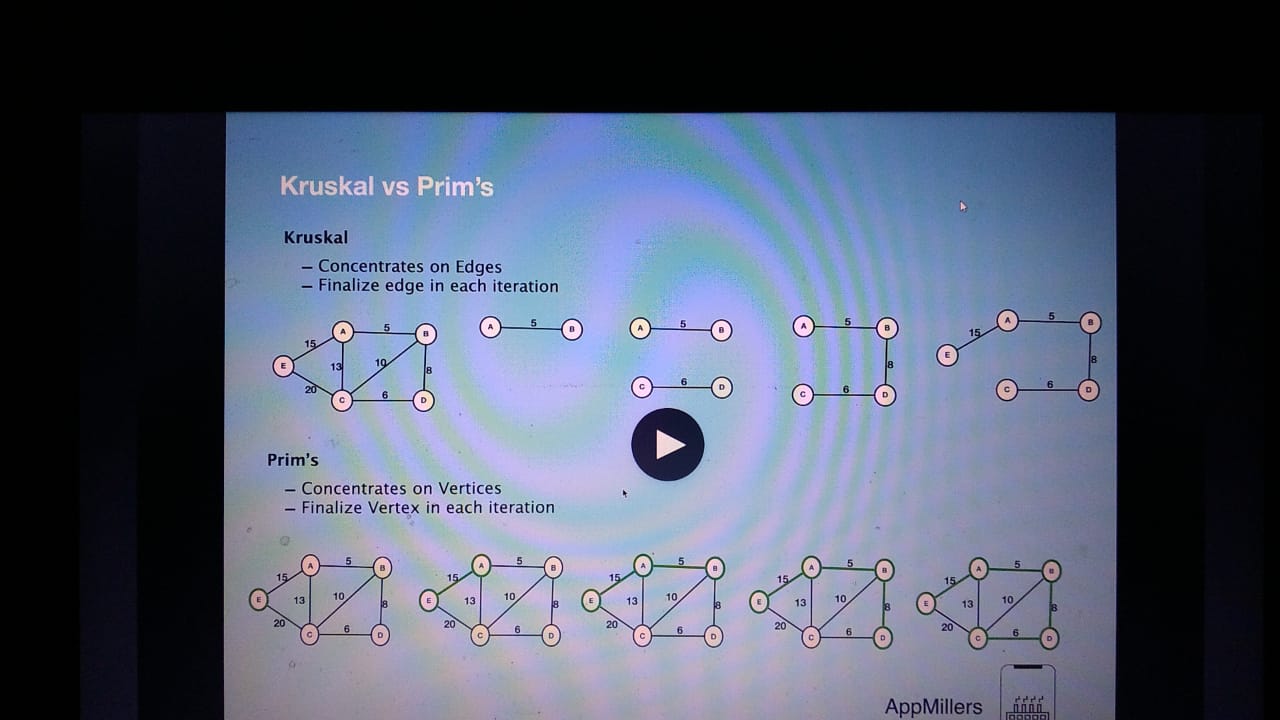 Kruskal vs Prim's
Kruskal
– Concentrates on Edges
– Finalize edge in each iteration
A 5 B
15 13 10 8
E
20 C 6 D
A 5 B
A 5 B
C 6 D
A 5 B
8
C 6 D
A 5 B
15
E 8
C 6 D
Prim's
– Concentrates on Vertices
– Finalize Vertex in each iteration
A 5 B
15
E 13 10 8
20
C 6 D
A 5 B
15
E 13 10 8
20
C 6 D
A 5 B
15
E 13 10 8
20
C 6 D
A 5 B
15
E 13 10 8
20
C 6 D
A 5 B
15
E 13 10 8
20
C 6 D
AppMillers